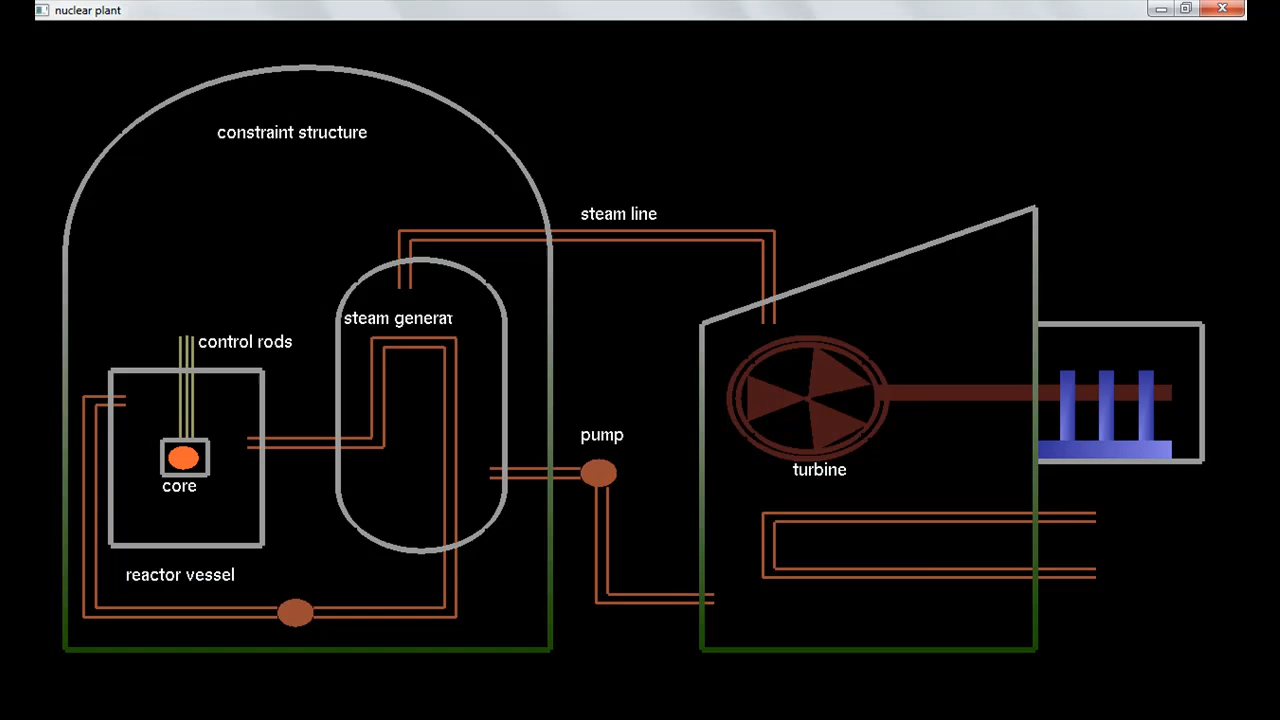 nuclear plant
constraint structure
steam line
steam generat
control rods
pump
turbine
core
reactor vessel